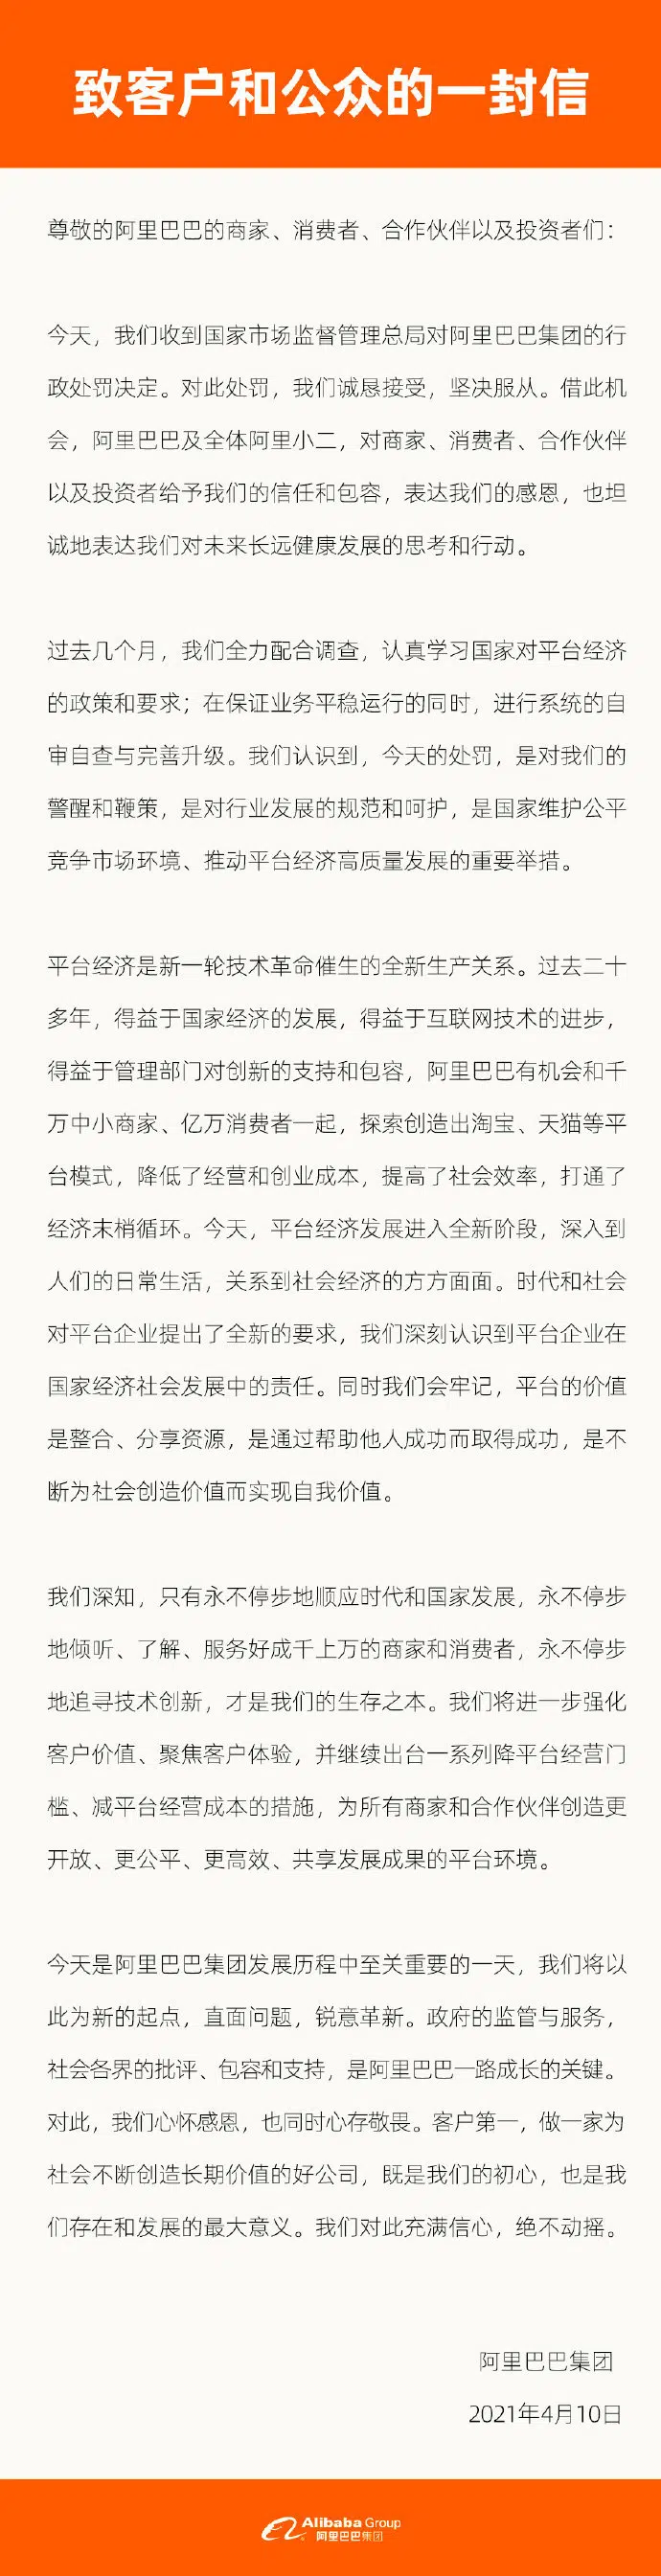 致客户和公众的一封信
尊敬的阿里巴巴的商家、消费者、合作伙伴以及投资者们：
今天，我们收到国家市场监督管理总局对阿里巴巴集团的行
政处罚决定。对此处罚，我们诚恳接受，坚决服从。借此机
会，阿里巴巴及全体阿里小二，对商家、消费者、合作伙伴
以及投资者给予我们的信任和包容，表达我们的感恩，也坦
诚地表达我们对未来长远健康发展的思考和行动。
过去几个月，我们全力配合调查，认真学习国家对平台经济
的政策和要求；在保证业务平稳运行的同时，进行系统的自
审自查与完善升级。我们认识到，今天的处罚，是对我们的
警醒和鞭策，是对行业发展的规范和呵护，是国家维护公平
竞争市场环境、推动平台经济高质量发展的重要举措。
平台经济是新一轮技术革命催生的全新生产关系。过去二十
多年，得益于国家经济的发展，得益于互联网技术的进步，
得益于管理部门对创新的支持和包容，阿里巴巴有机会和千
万中小商家、亿万消费者一起，探索创造出淘宝、天猫等平
台模式，降低了经营和创业成本，提高了社会效率，打通了
经济末梢循环。今天，平台经济发展进入全新阶段，深入到
人们的日常生活，关系到社会经济的方方面面。时代和社会
对平台企业提出了全新的要求，我们深刻认识到平台企业在
国家经济社会发展中的责任。同时我们会牢记，平台的价值
是整合、分享资源，是通过帮助他人成功而取得成功，是不
断为社会创造价值而实现自我价值。
我们深知，只有永不停步地顺应时代和国家发展，永不停步
地倾听、了解、服务好成千上万的商家和消费者，永不停步
地追寻技术创新，才是我们的生存之本。我们将进一步强化
客户价值、聚焦客户体验，并继续出台一系列降平台经营门
槛、减平台经营成本的措施，为所有商家和合作伙伴创造更
开放、更公平、更高效、共享发展成果的平台环境。
今天是阿里巴巴集团发展历程中至关重要的一天，我们将以
此为新的起点，直面问题，锐意革新。政府的监管与服务，
社会各界的批评、包容和支持，是阿里巴巴一路成长的关键。
对此，我们心怀感恩，也同时心存敬畏。客户第一，做一家为
社会不断创造长期价值的好公司，既是我们的初心，也是我
们存在和发展的最大意义。我们对此充满信心，绝不动摇。
阿里巴巴集团
2021年4月10日
Alibaba Group
阿里巴巴集团